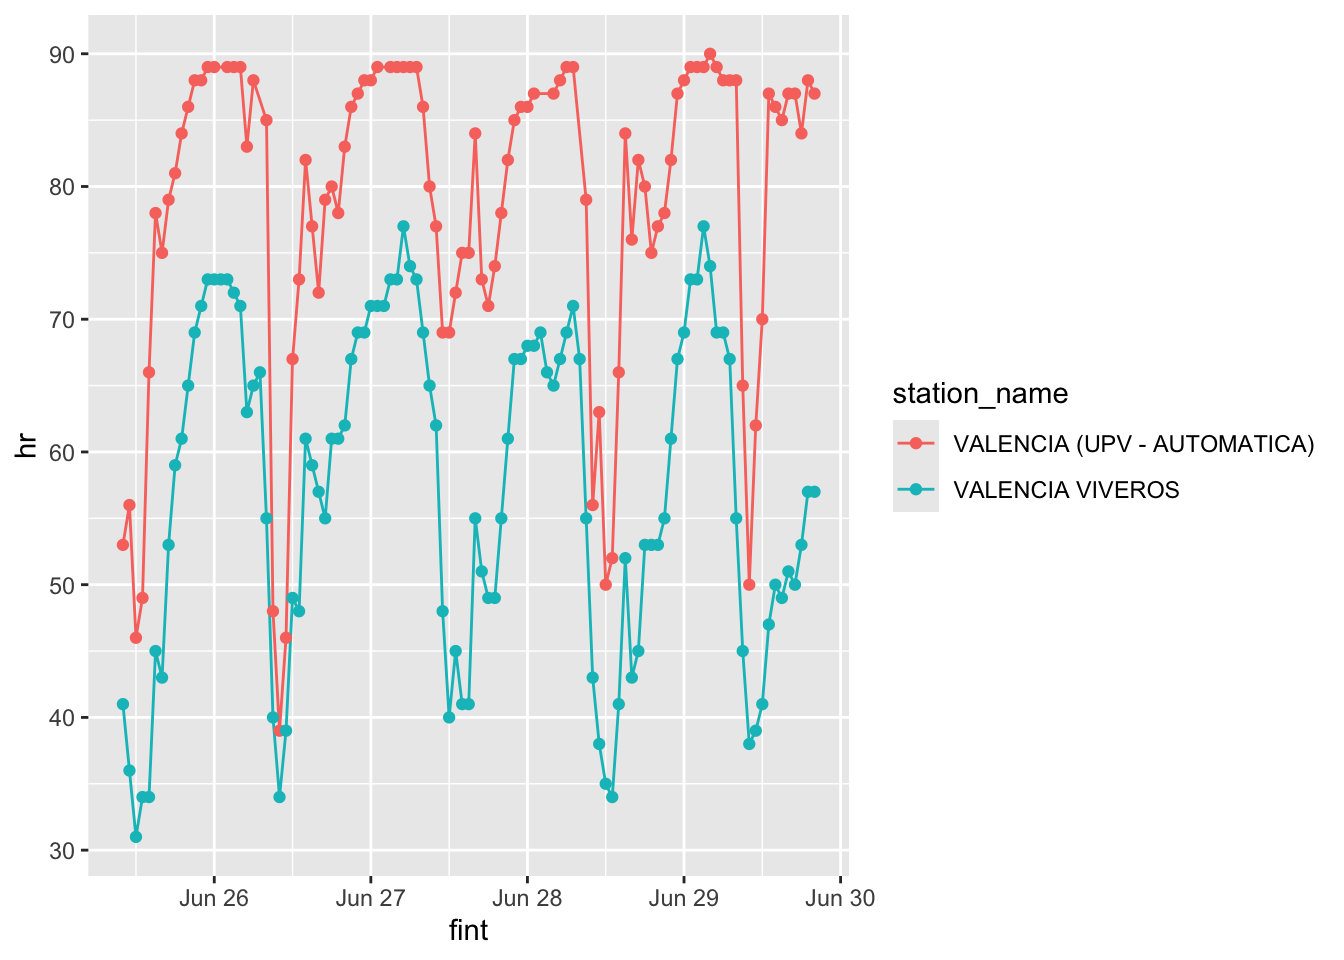 90
80
70
60
50
40
30
hr
Jun 26 Jun 27 Jun 28 Jun 29 Jun 30
fint
station_name
VALENCIA (UPV - AUTOMATICA)
VALENCIA VIVEROS